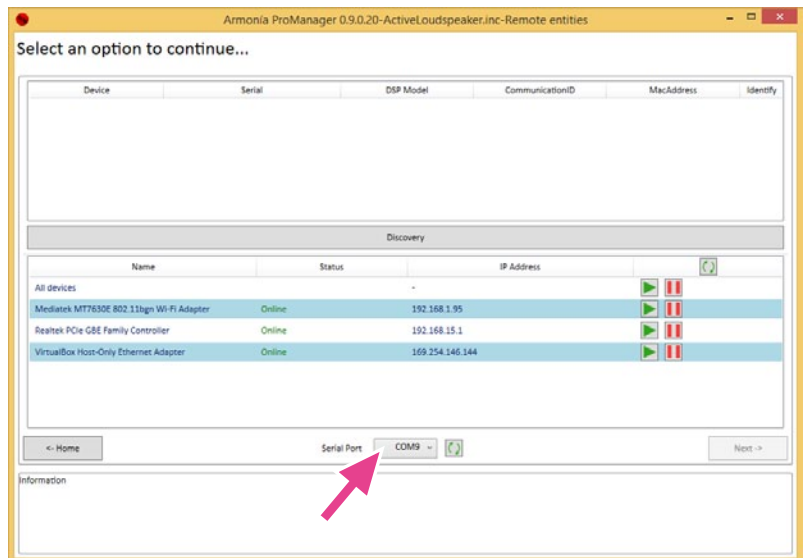 Armonía ProManager 0.9.0.20-ActiveLoudspeaker.inc-Remote entities
Select an option to continue...
Device Serial DSP Model CommunicationID MacAddress Identify
Discovery
Name Status IP Address
All devices -
Mediatek MT7630E 802.11bgn Wi-Fi Adapter Online 192.168.1.95
Realtek PCIe GBE Family Controller Online 192.168.15.1
VirtualBox Host-Only Ethernet Adapter Online 169.254.146.144
<- Home Serial Port COM9 Next ->
Information